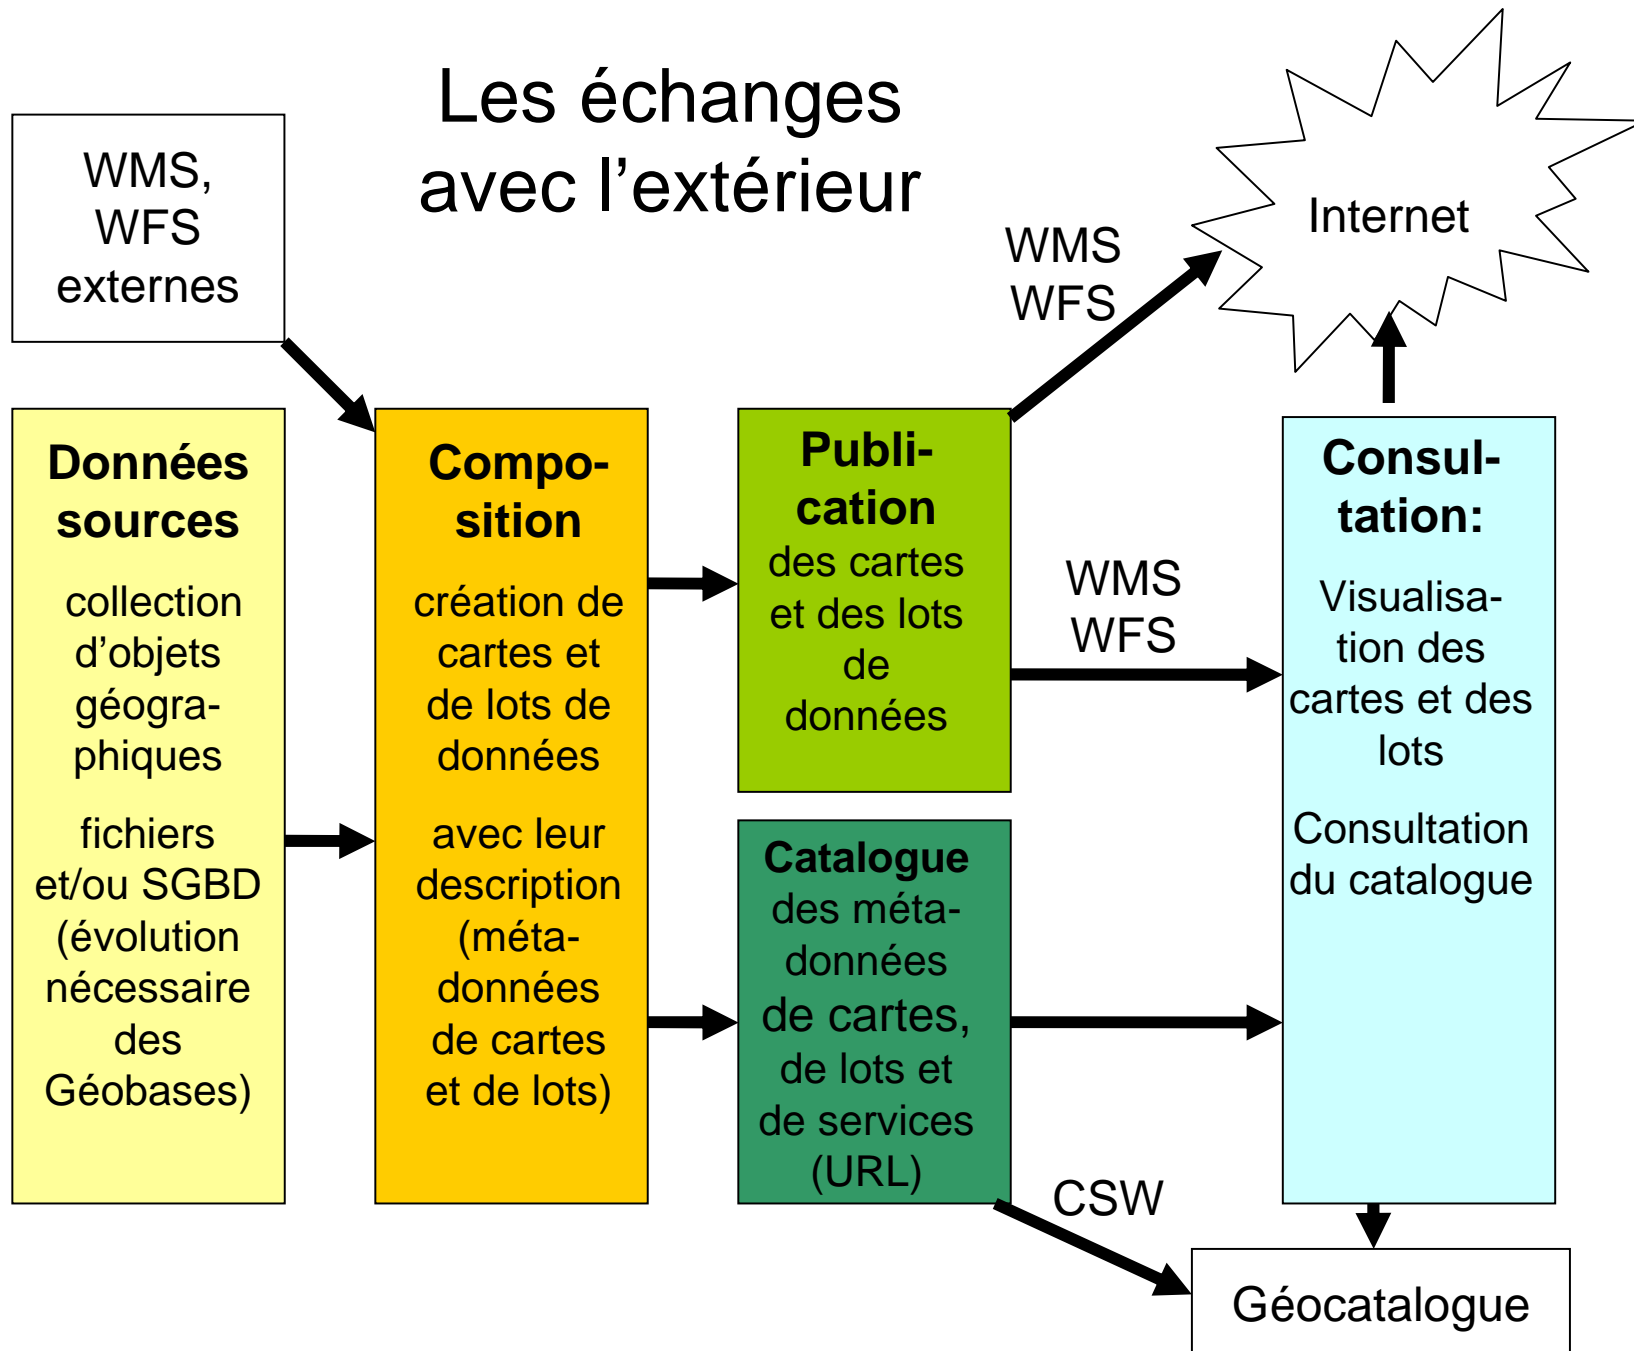 Les échanges
avec l’extérieur
WMS,
WFS
externes
Internet
WMS
WFS
Données
sources
collection
d’objets
géogra-
phiques
fichiers
et/ou SGBD
(évolution
nécessaire
des
Géobases)
Compo-
sition
création de
cartes et
de lots de
données
avec leur
description
(méta-
données
de cartes
et de lots)
Publi-
cation
des cartes
et des lots
de
données
WMS
WFS
Catalogue
des méta-
données
de cartes,
de lots et
de services
(URL)
CSW
Consul-
tation:
Visualisa-
tion des
cartes et des
lots
Consultation
du catalogue
Géocatalogue